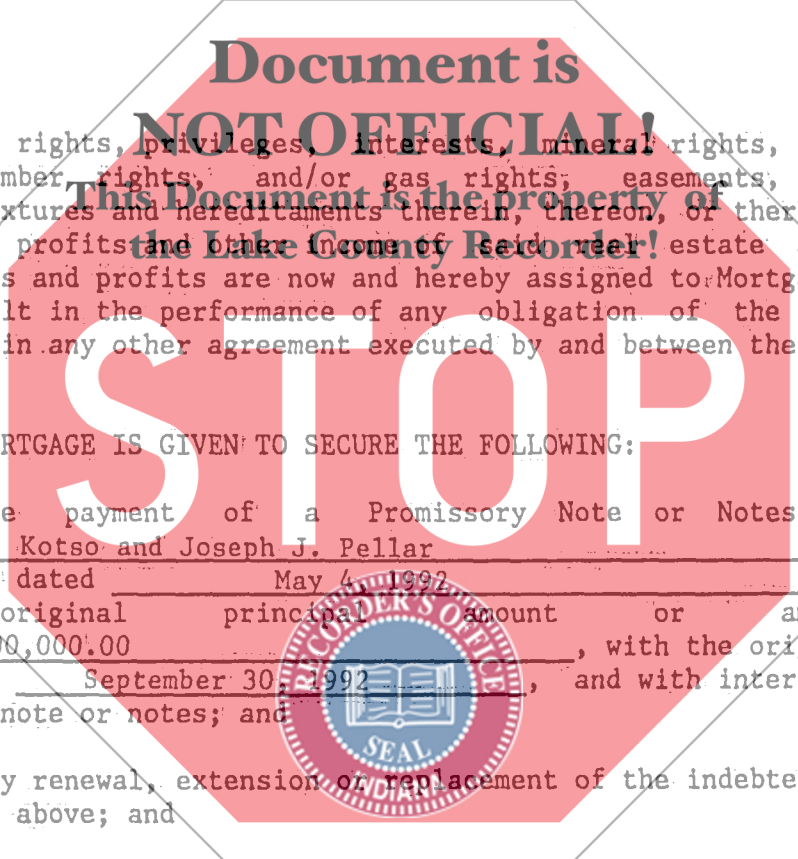 Document is
NOT OFFICIAL!
This Document is the property of
the Lake County Recorder!
rights, privileges, interests, mineral rights,
mber rights, and/or gas rights, easements,
xtures and hereditaments therein, thereon, or ther
profits and other income of said real estate
s and profits are now and hereby assigned to Mortg
lt in the performance of any obligation of the
in any other agreement executed by and between the
STOP
RTGAGE IS GIVEN TO SECURE THE FOLLOWING:
e payment of a Promissory Note or Notes
Kotso and Joseph J. Pellar
dated May 4, 1992
original principal amount or a
00,000.00, with the ori
September 30, 1992, and with inter
note or notes; and
RECORDER'S OFFICE
SEAL
INDIANA
y renewal, extension or replacement of the indebte
above; and